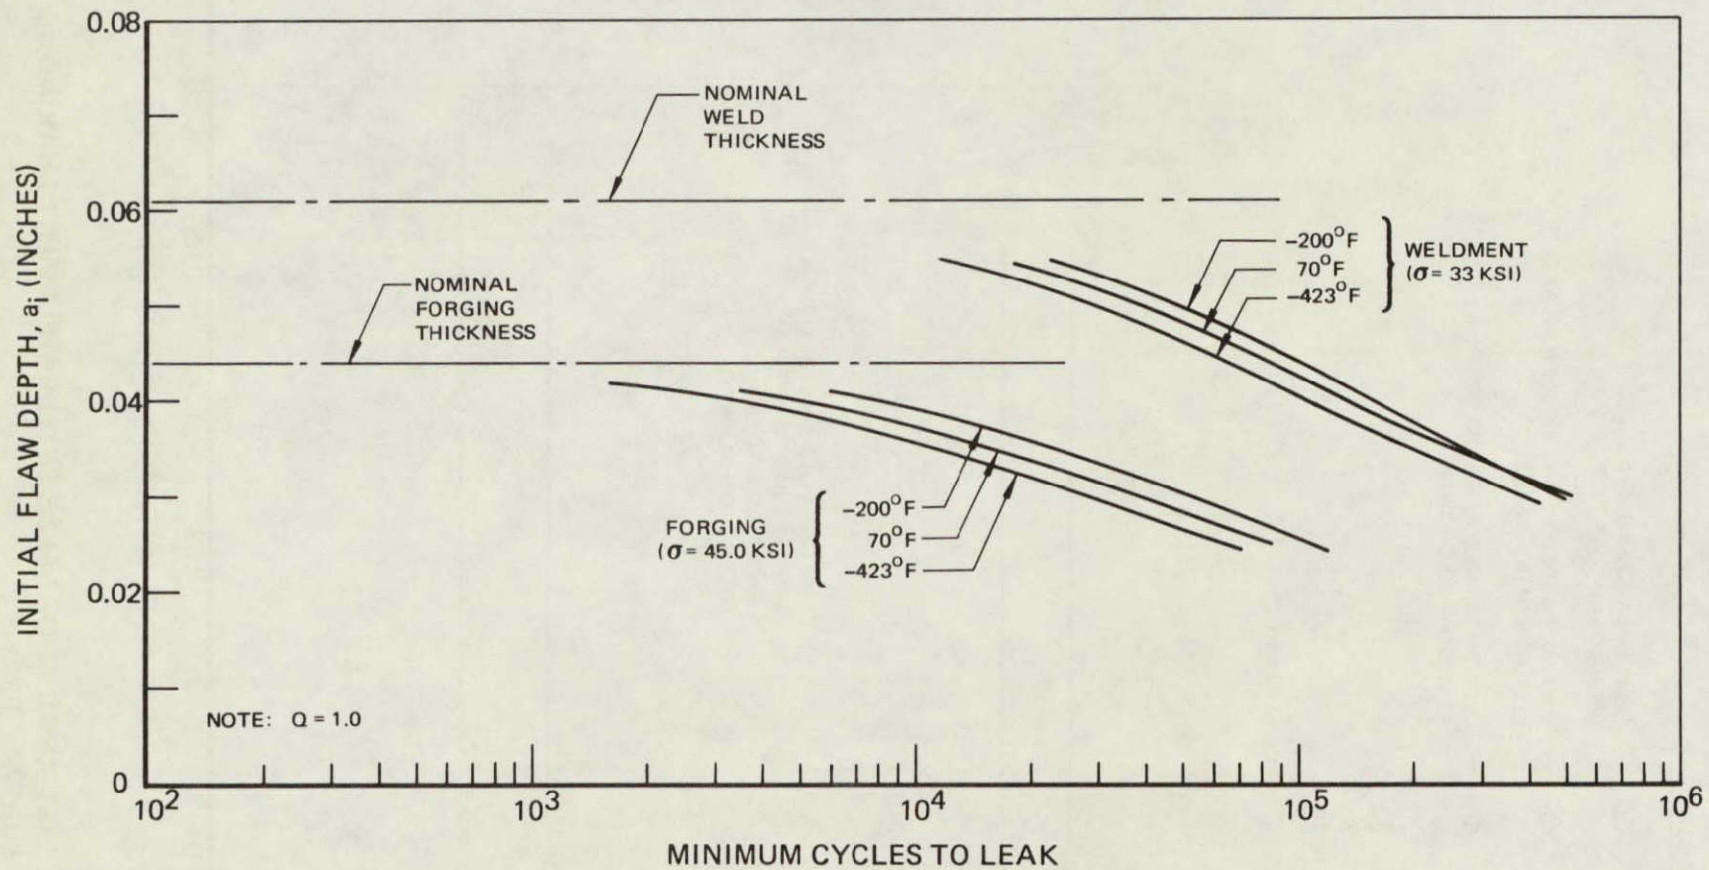 0.08
0.06
0.04
0.02
0
INITIAL FLAW DEPTH, ai (INCHES)
NOMINAL
WELD
THICKNESS
NOMINAL
FORGING
THICKNESS
–200°F
70°F
–423°F
WELDMENT
(σ = 33 KSI)
FORGING
(σ = 45.0 KSI)
–200°F
70°F
–423°F
NOTE: Q = 1.0
10²
10³
10⁴
10⁵
10⁶
MINIMUM CYCLES TO LEAK